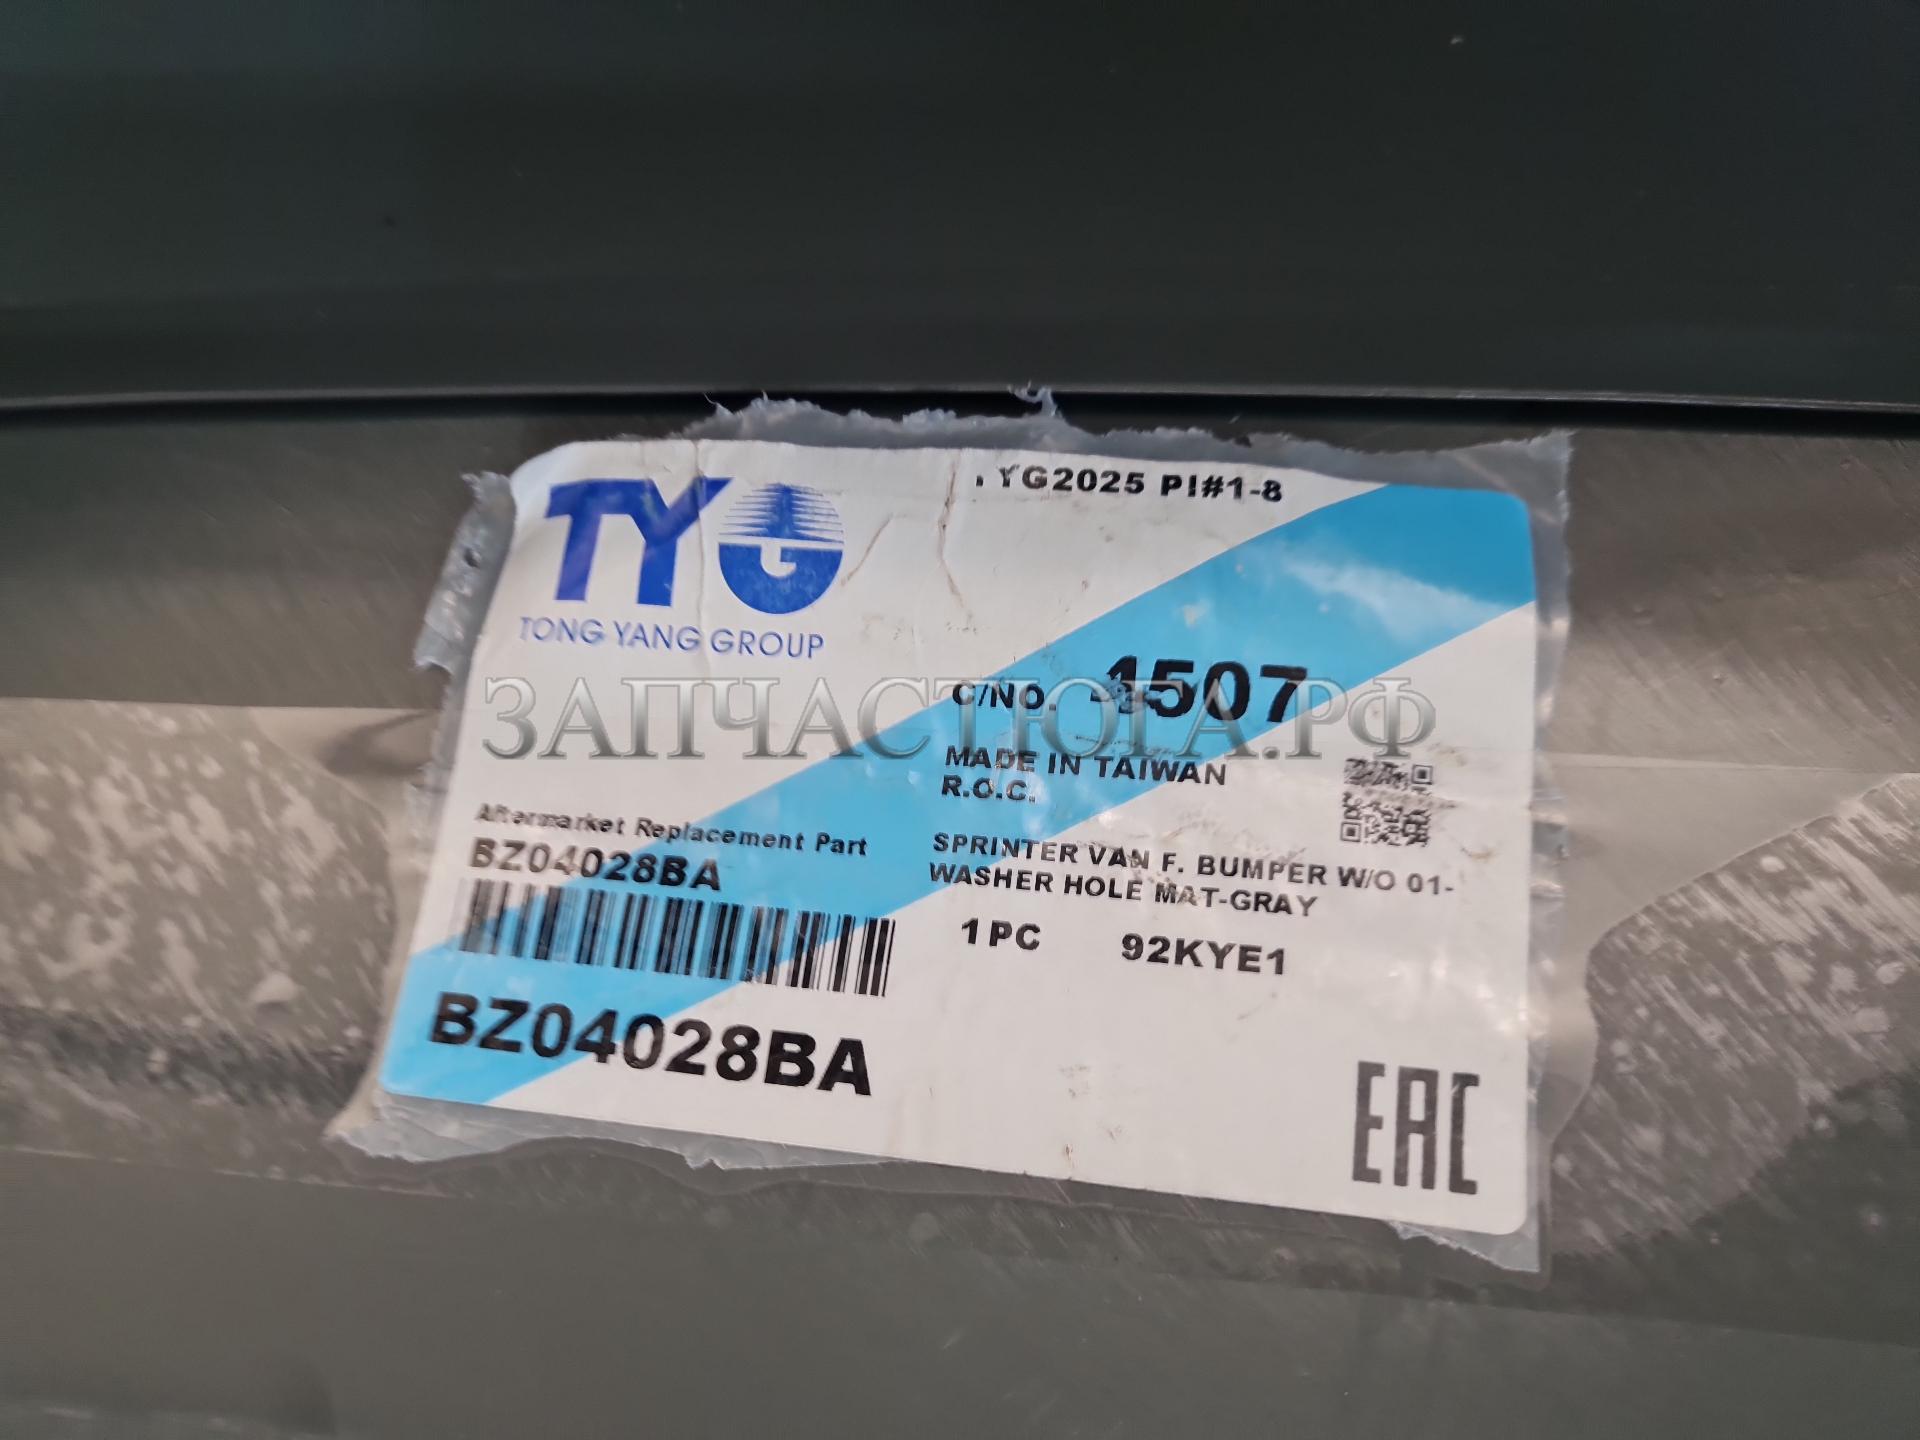 YG2025 PI#1-8
TYG
TONG YANG GROUP
C/NO. 1507
ЗАПЧАСТЮГА.РФ
MADE IN TAIWAN
R.O.C.
Aftermarket Replacement Part
BZ04028BA
SPRINTER VAN F. BUMPER W/O 01-
WASHER HOLE MAT-GRAY
1PC 92KYE1
BZ04028BA
EAC